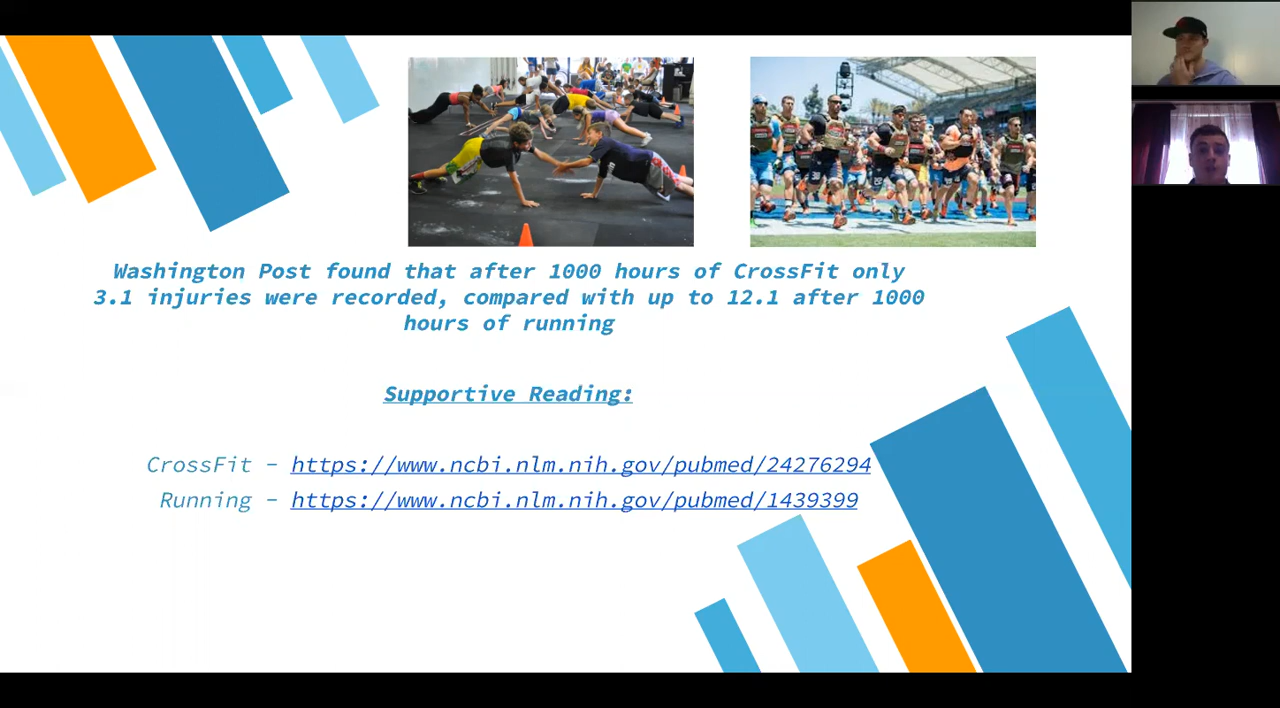 Washington Post found that after 1000 hours of CrossFit only
3.1 injuries were recorded, compared with up to 12.1 after 1000
hours of running
Supportive Reading:
CrossFit - https://www.ncbi.nlm.nih.gov/pubmed/24276294
Running - https://www.ncbi.nlm.nih.gov/pubmed/1439399